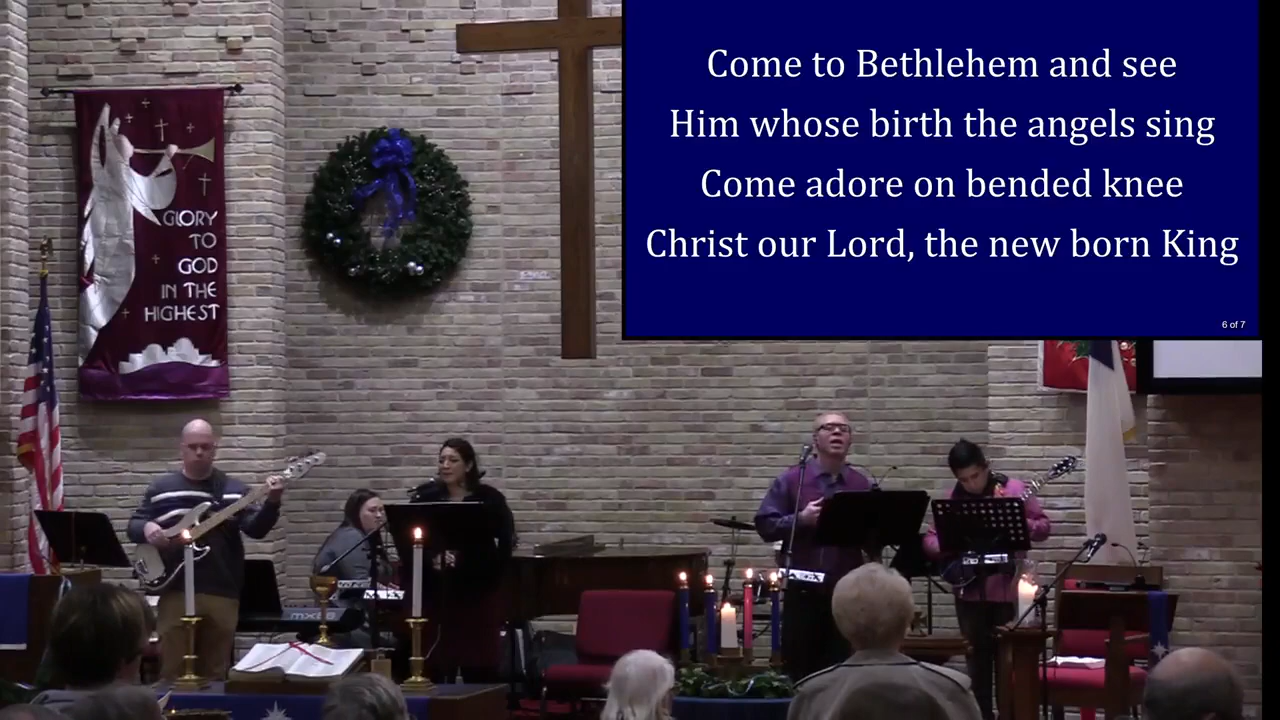 Come to Bethlehem and see
Him whose birth the angels sing
Come adore on bended knee
Christ our Lord, the new born King
6 of 7
GLORY
TO
GOD
IN THE
HIGHEST